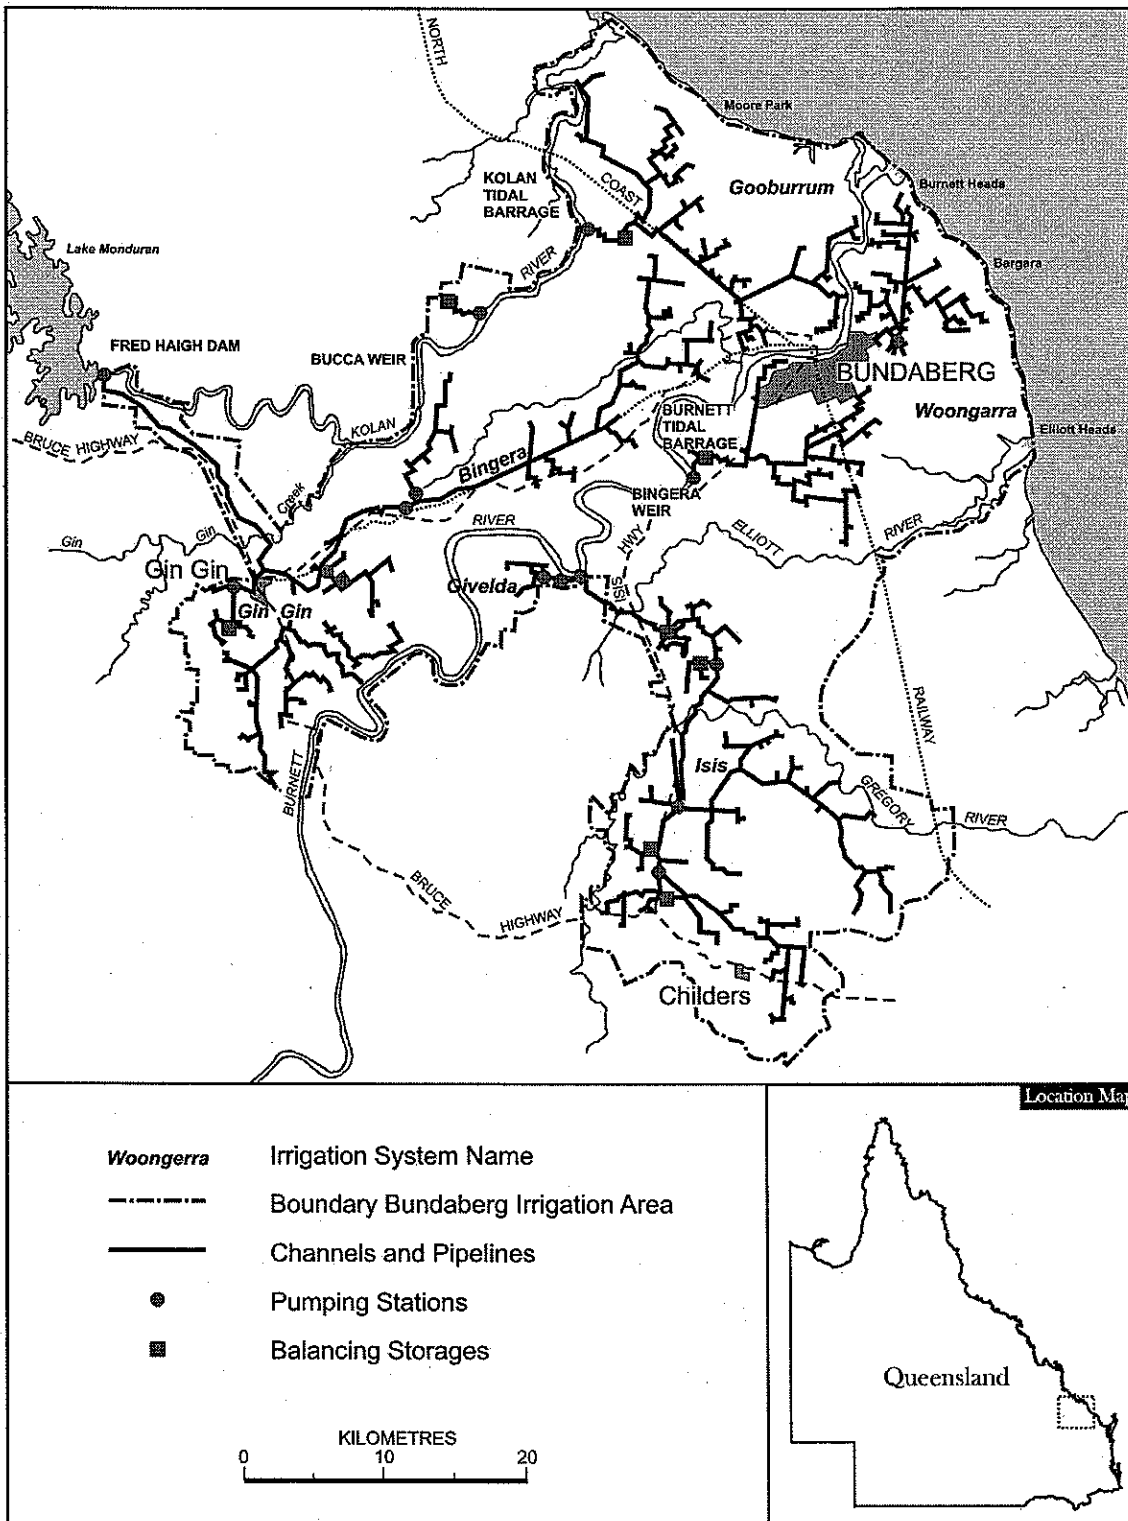 NORTH
Moore Park
COAST
KOLAN
TIDAL
BARRAGE
Gooburrum
Burnett Heads
Lake Monduran
RIVER
Bargara
FRED HAIGH DAM
BUCCA WEIR
BUNDABERG
KOLAN
BURNETT
TIDAL
BARRAGE
Woongarra
Elliott Heads
BRUCE HIGHWAY
Bingera
BINGERA
WEIR
Creek
RIVER
HWY
ELLIOTT
RIVER
Gin
Gin
Gin Gin
Givelda
ISIS
Gin Gin
RAILWAY
Isis
BURNETT
GREGORY
RIVER
BRUCE
HIGHWAY
Childers
Location Map
Woongerra
Irrigation System Name
Boundary Bundaberg Irrigation Area
Channels and Pipelines
Pumping Stations
Balancing Storages
Queensland
KILOMETRES
0
10
20